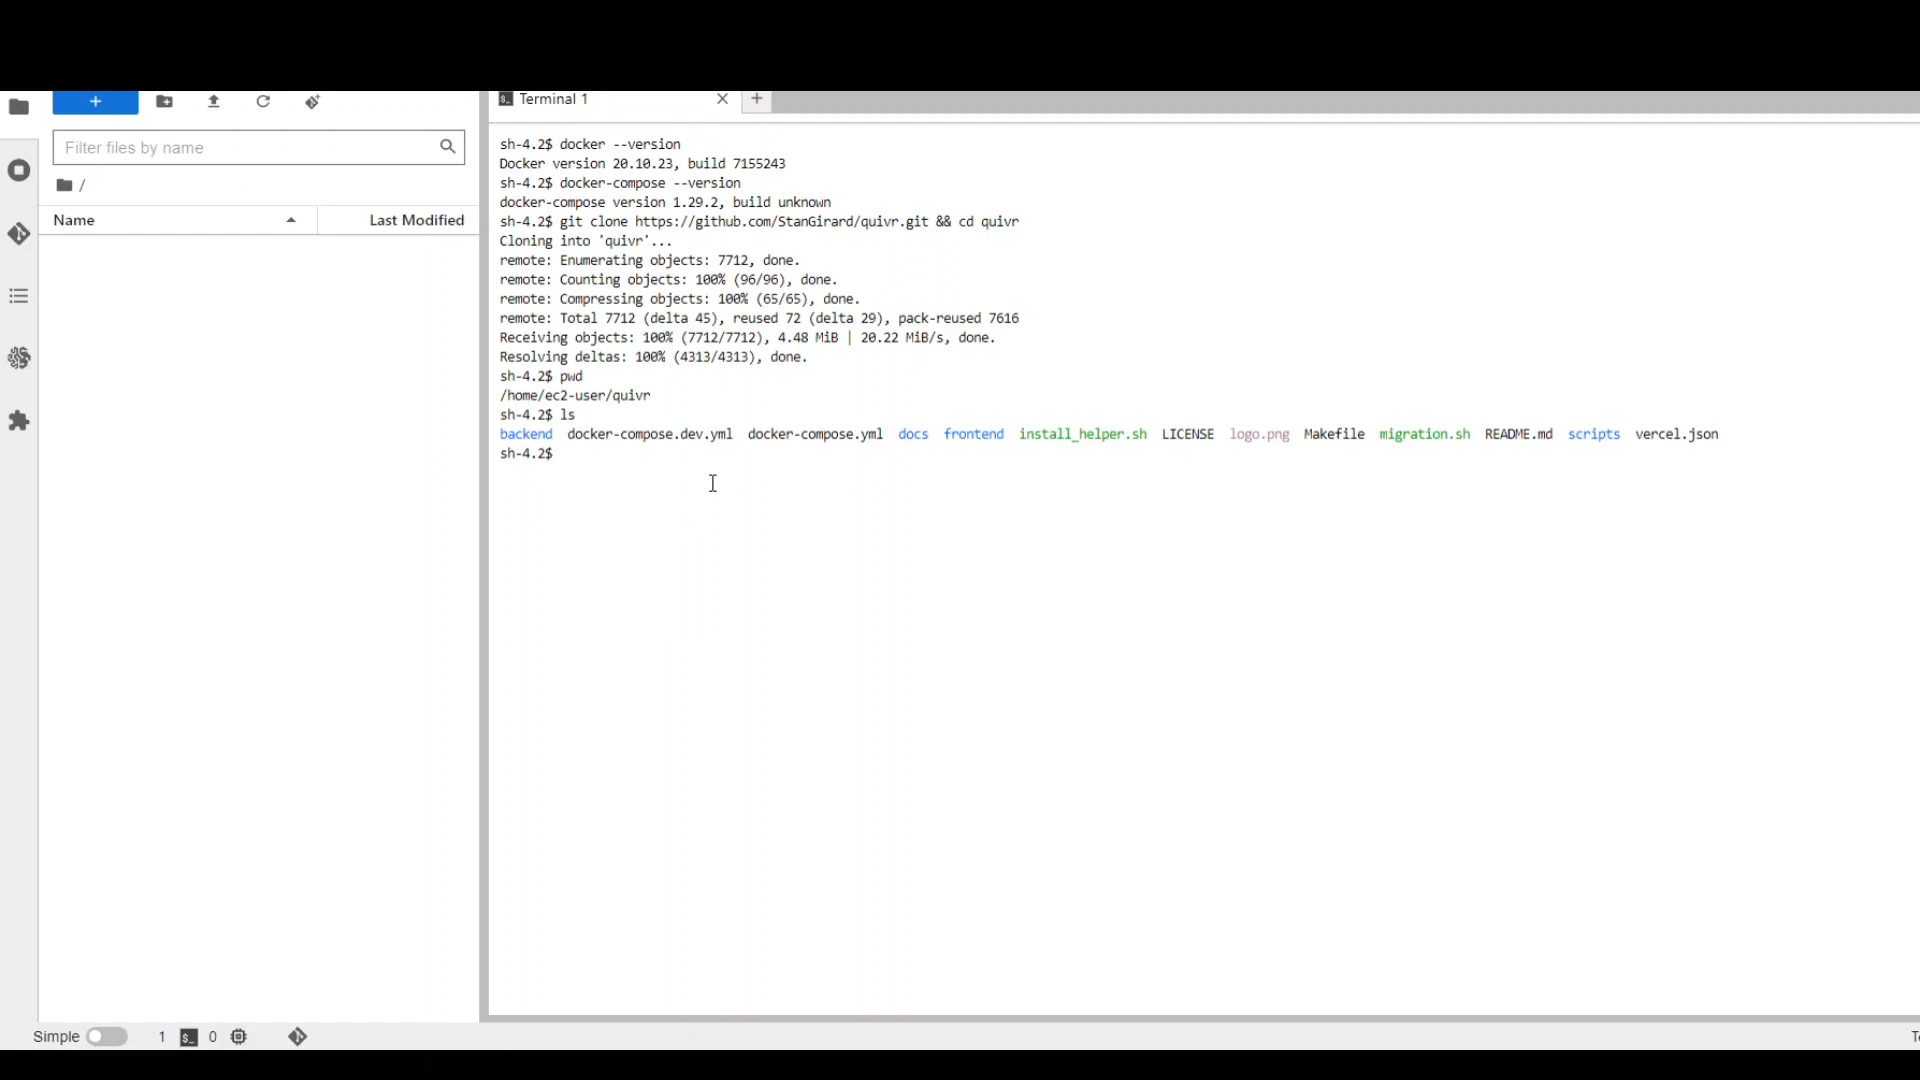 Terminal 1
Filter files by name
/
Name Last Modified
sh-4.2$ docker --version
Docker version 20.10.23, build 7155243
sh-4.2$ docker-compose --version
docker-compose version 1.29.2, build unknown
sh-4.2$ git clone https://github.com/StanGirard/quivr.git && cd quivr
Cloning into 'quivr'...
remote: Enumerating objects: 7712, done.
remote: Counting objects: 100% (96/96), done.
remote: Compressing objects: 100% (65/65), done.
remote: Total 7712 (delta 45), reused 72 (delta 29), pack-reused 7616
Receiving objects: 100% (7712/7712), 4.48 MiB | 20.22 MiB/s, done.
Resolving deltas: 100% (4313/4313), done.
sh-4.2$ pwd
/home/ec2-user/quivr
sh-4.2$ ls
backend docker-compose.dev.yml docker-compose.yml docs frontend install_helper.sh LICENSE logo.png Makefile migration.sh README.md scripts vercel.json
sh-4.2$
Simple 1 $_ 0